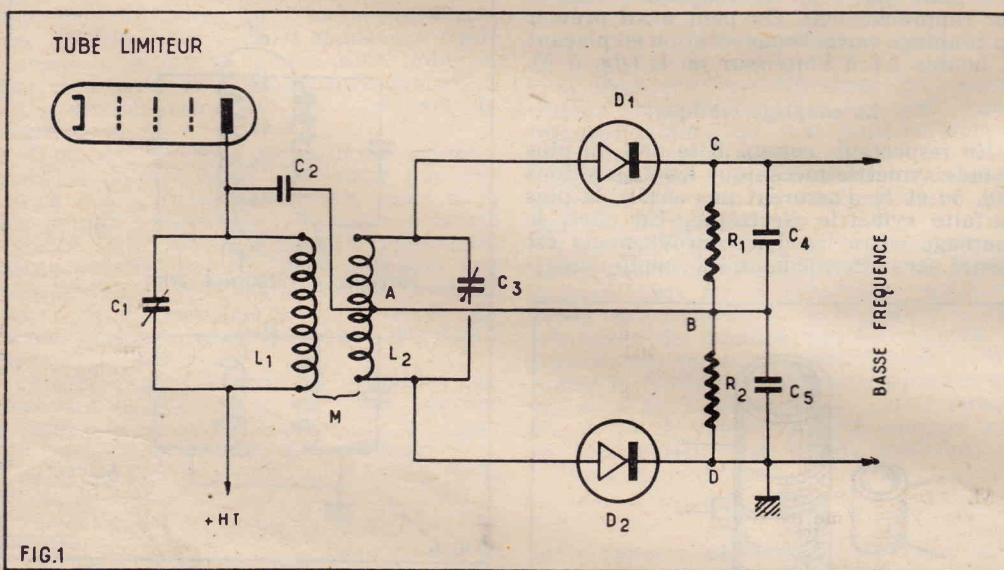 TUBE LIMITEUR
D1
C2
C
R1
C4
C1
A
C3
B
L1
L2
M
R2
C5
BASSE FREQUENCE
D
D2
+HT
FIG.1